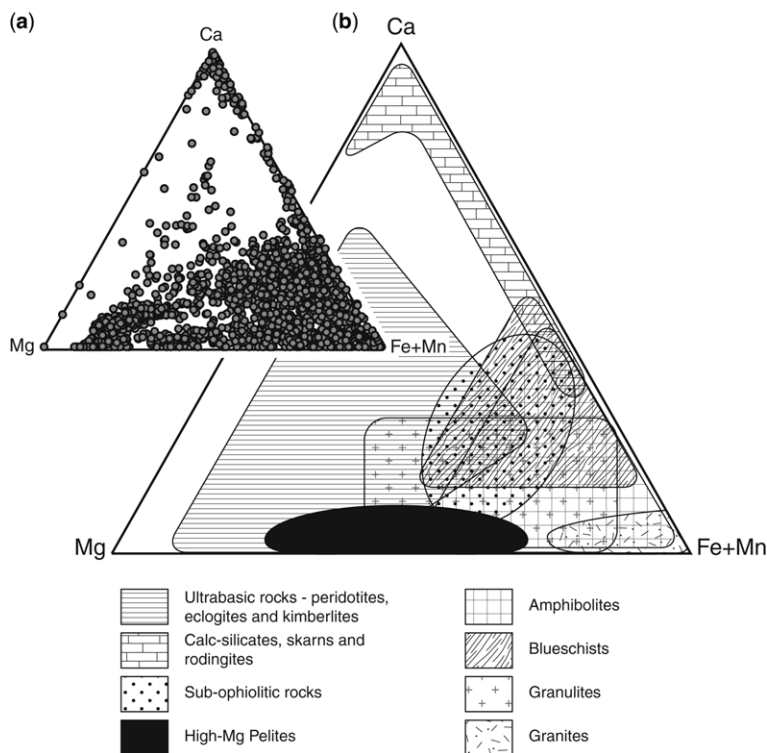 (a)
Ca
Mg
Fe+Mn
(b)
Ca
Mg
Fe+Mn
Ultrabasic rocks - peridotites,
eclogites and kimberlites
Calc-silicates, skarns and
rodingites
Sub-ophiolitic rocks
High-Mg Pelites
Amphibolites
Blueschists
Granulites
Granites